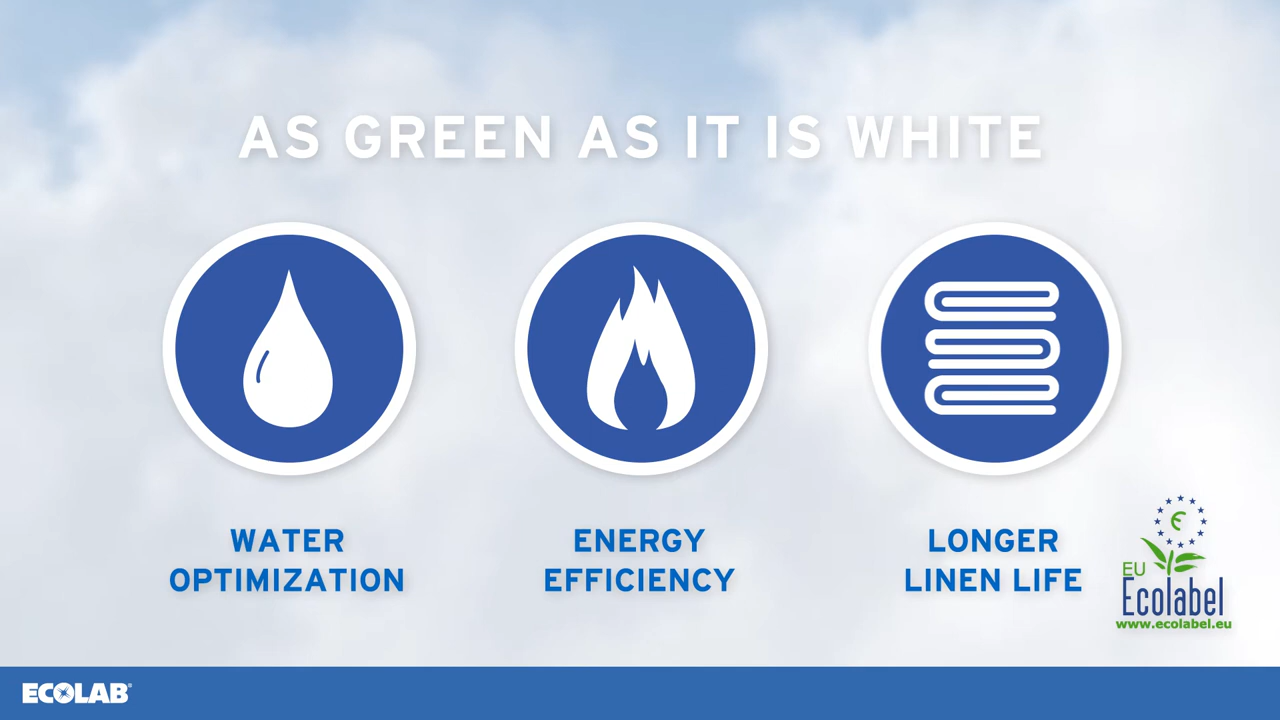 AS GREEN AS IT IS WHITE
WATER
OPTIMIZATION
ENERGY
EFFICIENCY
LONGER
LINEN LIFE
EU
Ecolabel
www.ecolabel.eu
ECOLAB®